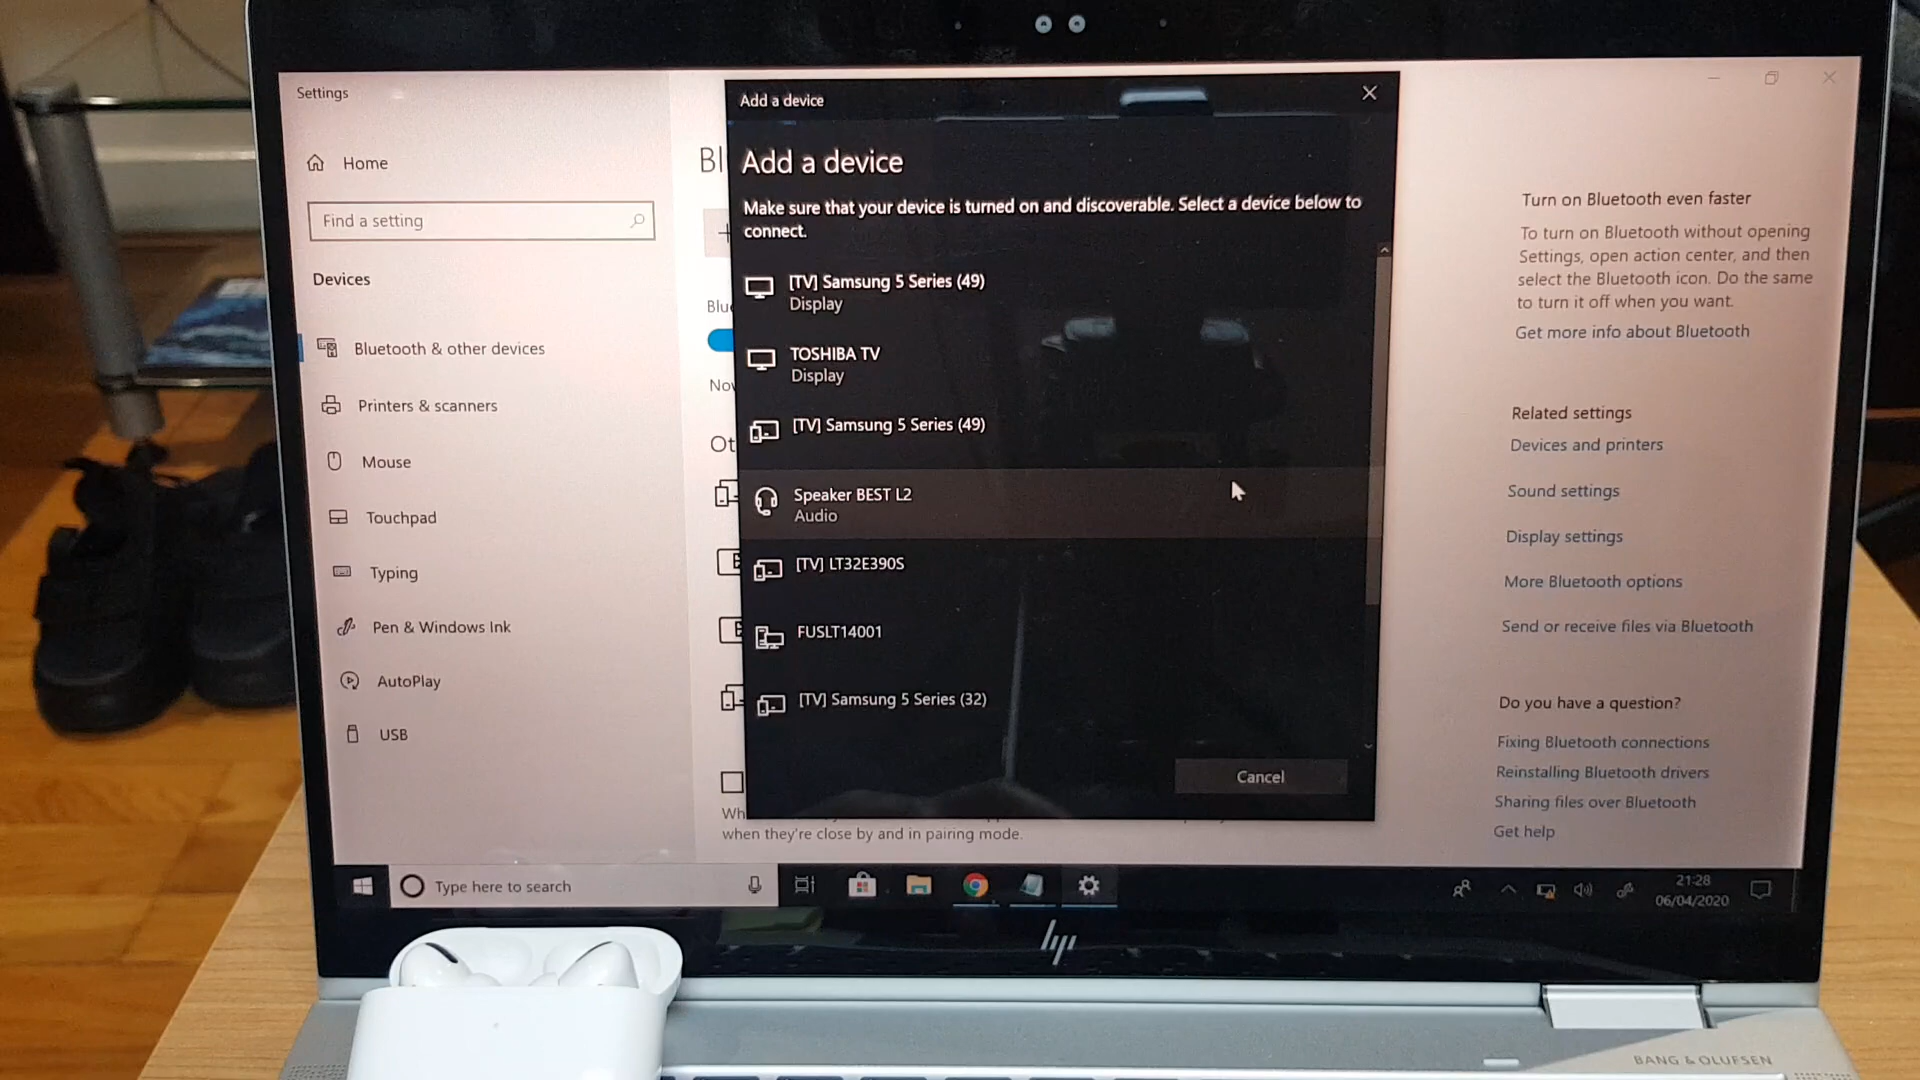 Settings
Home
Find a setting
Devices
Bluetooth & other devices
Printers & scanners
Mouse
Touchpad
Typing
Pen & Windows Ink
AutoPlay
USB
Bl
Blu
Nov
Ot
Wh
when they're close by and in pairing mode.
Add a device
Add a device
Make sure that your device is turned on and discoverable. Select a device below to
connect.
[TV] Samsung 5 Series (49)
Display
TOSHIBA TV
Display
[TV] Samsung 5 Series (49)
Speaker BEST L2
Audio
[TV] LT32E390S
FUSLT14001
[TV] Samsung 5 Series (32)
Cancel
Turn on Bluetooth even faster
To turn on Bluetooth without opening
Settings, open action center, and then
select the Bluetooth icon. Do the same
to turn it off when you want.
Get more info about Bluetooth
Related settings
Devices and printers
Sound settings
Display settings
More Bluetooth options
Send or receive files via Bluetooth
Do you have a question?
Fixing Bluetooth connections
Reinstalling Bluetooth drivers
Sharing files over Bluetooth
Get help
Type here to search
21:28
06/04/2020
hp
BANG & OLUFSEN